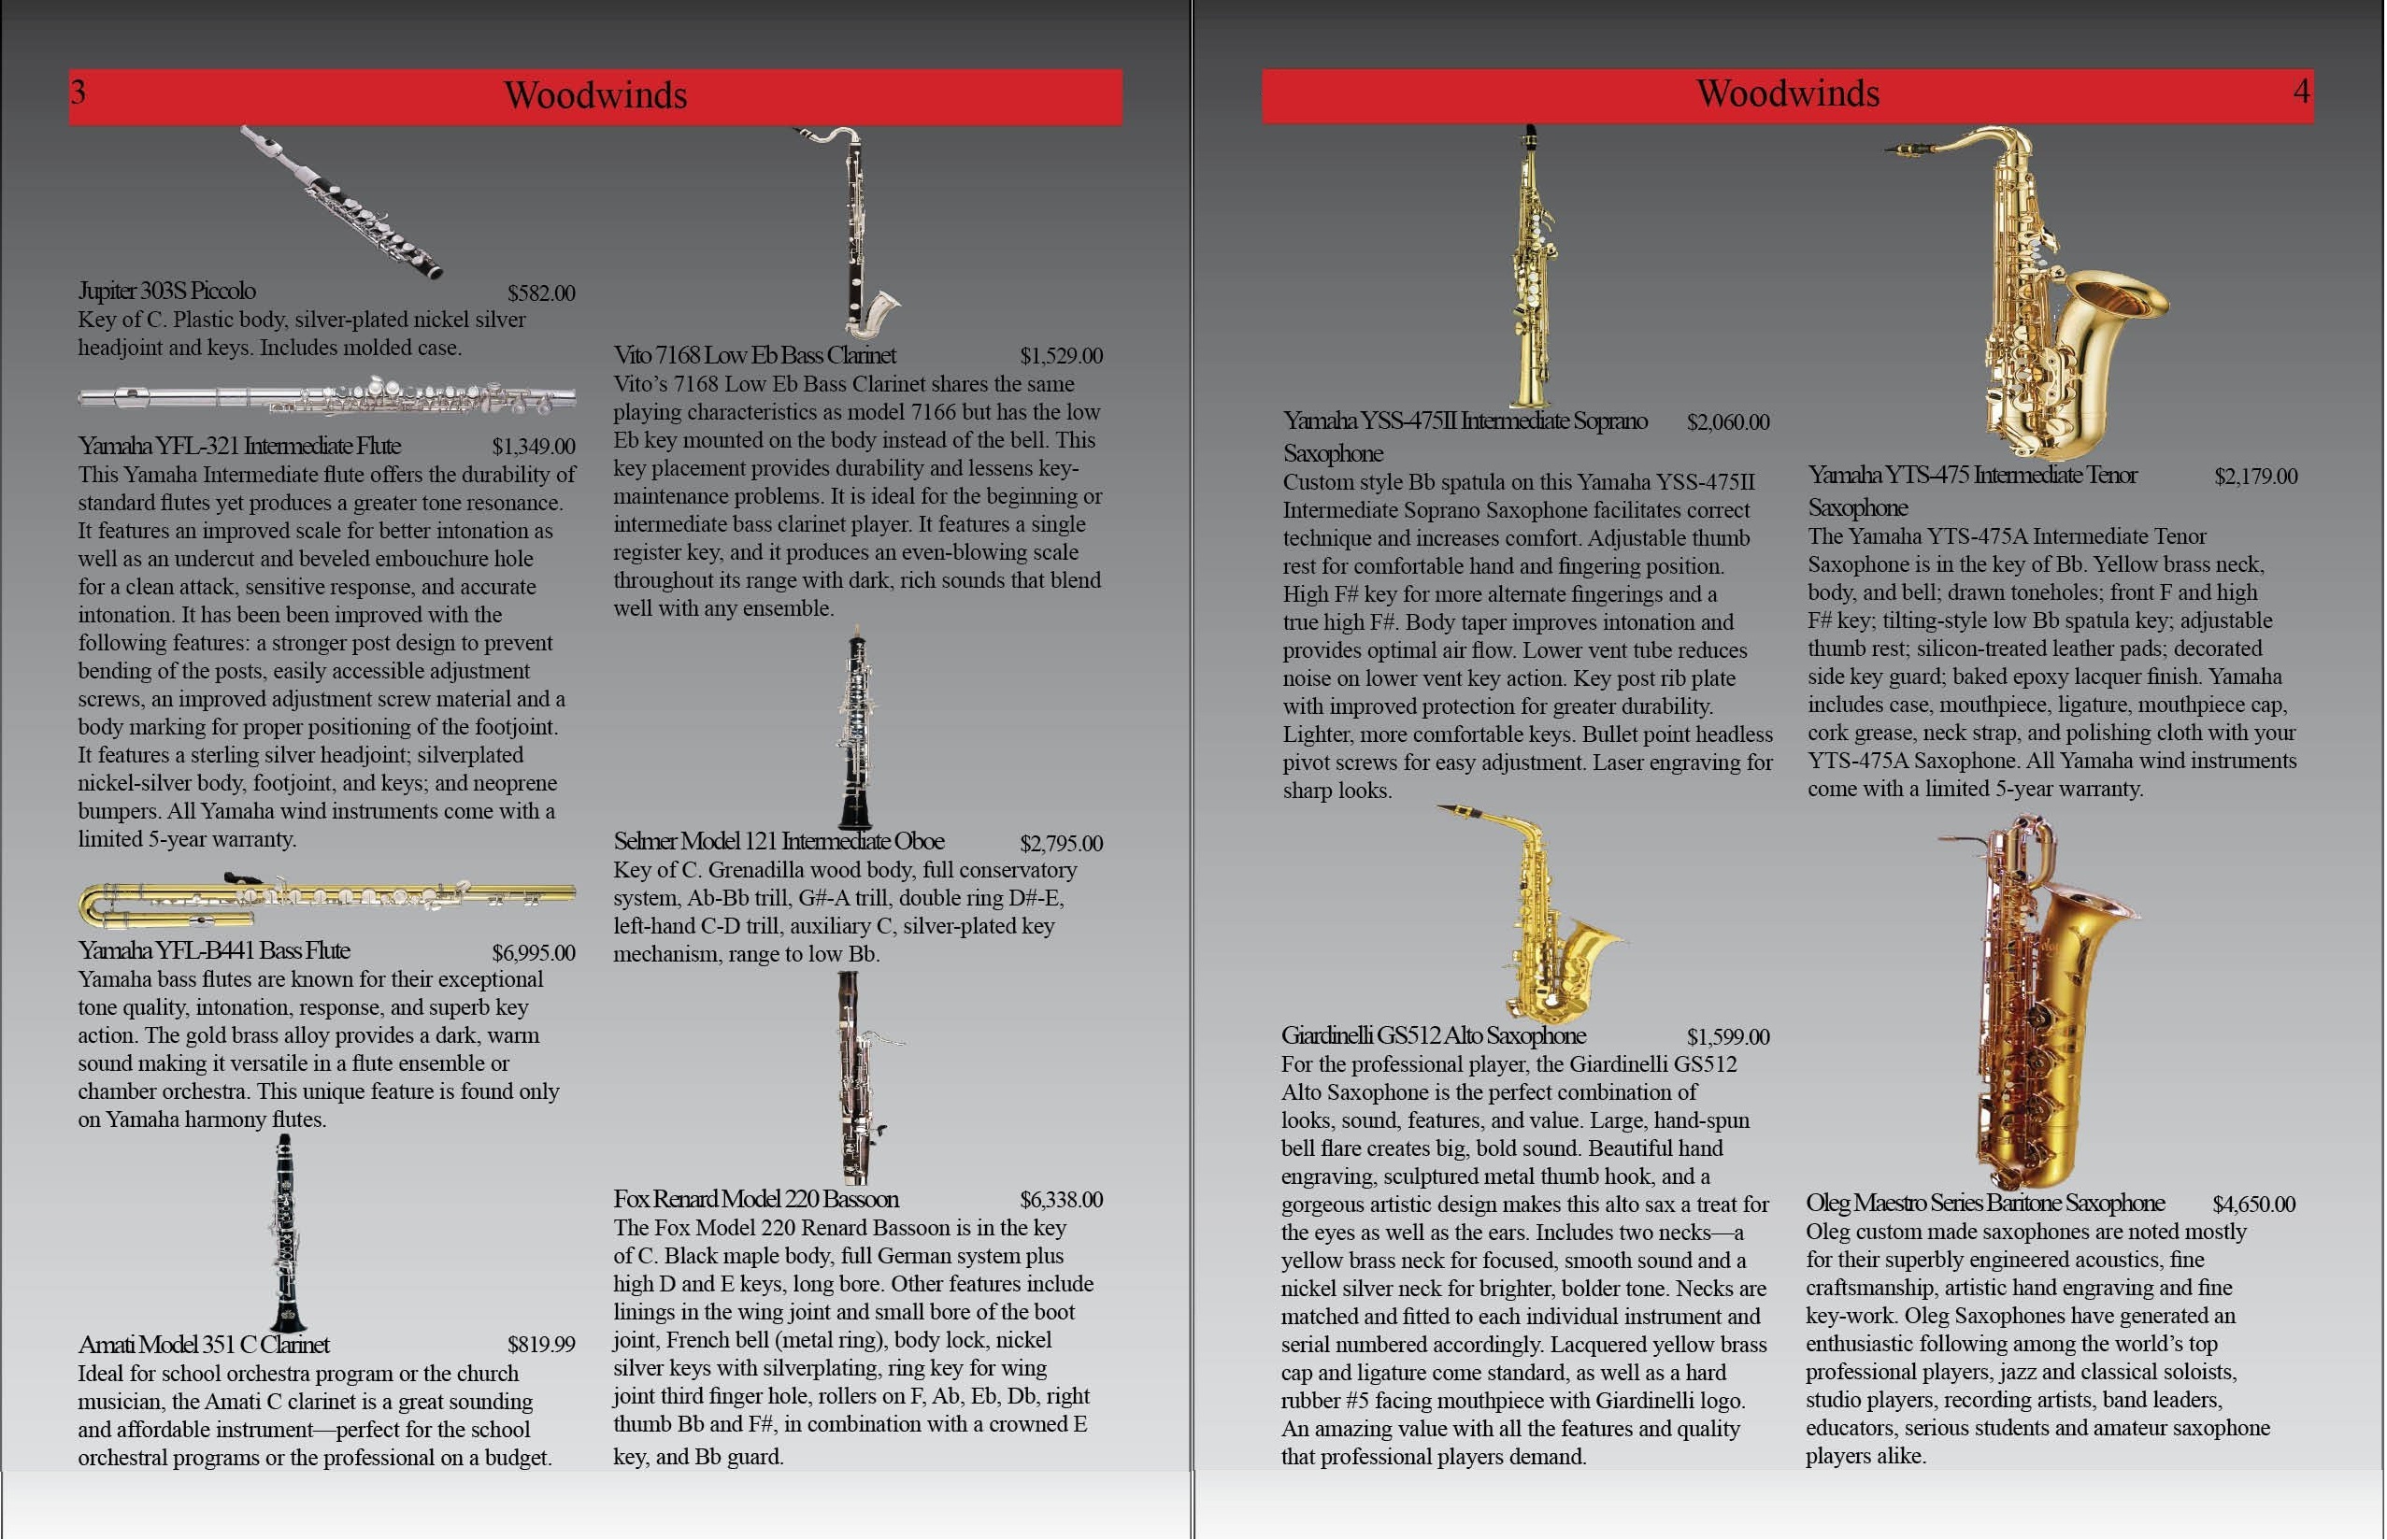 3
Woodwinds
Jupiter 303S Piccolo $582.00
Key of C. Plastic body, silver-plated nickel silver
headjoint and keys. Includes molded case.
Yamaha YFL-321 Intermediate Flute $1,349.00
This Yamaha Intermediate flute offers the durability of
standard flutes yet produces a greater tone resonance.
It features an improved scale for better intonation as
well as an undercut and beveled embouchure hole
for a clean attack, sensitive response, and accurate
intonation. It has been been improved with the
following features: a stronger post design to prevent
bending of the posts, easily accessible adjustment
screws, an improved adjustment screw material and a
body marking for proper positioning of the footjoint.
It features a sterling silver headjoint; silverplated
nickel-silver body, footjoint, and keys; and neoprene
bumpers. All Yamaha wind instruments come with a
limited 5-year warranty.
Yamaha YFL-B441 Bass Flute $6,995.00
Yamaha bass flutes are known for their exceptional
tone quality, intonation, response, and superb key
action. The gold brass alloy provides a dark, warm
sound making it versatile in a flute ensemble or
chamber orchestra. This unique feature is found only
on Yamaha harmony flutes.
Amati Model 351 C Clarinet $819.99
Ideal for school orchestra program or the church
musician, the Amati C clarinet is a great sounding
and affordable instrument—perfect for the school
orchestral programs or the professional on a budget.
Vito 7168 Low Eb Bass Clarinet $1,529.00
Vito’s 7168 Low Eb Bass Clarinet shares the same
playing characteristics as model 7166 but has the low
Eb key mounted on the body instead of the bell. This
key placement provides durability and lessens key-
maintenance problems. It is ideal for the beginning or
intermediate bass clarinet player. It features a single
register key, and it produces an even-blowing scale
throughout its range with dark, rich sounds that blend
well with any ensemble.
Selmer Model 121 Intermediate Oboe $2,795.00
Key of C. Grenadilla wood body, full conservatory
system, Ab-Bb trill, G#-A trill, double ring D#-E,
left-hand C-D trill, auxiliary C, silver-plated key
mechanism, range to low Bb.
Fox Renard Model 220 Bassoon $6,338.00
The Fox Model 220 Renard Bassoon is in the key
of C. Black maple body, full German system plus
high D and E keys, long bore. Other features include
linings in the wing joint and small bore of the boot
joint, French bell (metal ring), body lock, nickel
silver keys with silverplating, ring key for wing
joint third finger hole, rollers on F, Ab, Eb, Db, right
thumb Bb and F#, in combination with a crowned E
key, and Bb guard.
Woodwinds
4
Yamaha YSS-475II Intermediate Soprano $2,060.00
Saxophone
Custom style Bb spatula on this Yamaha YSS-475II
Intermediate Soprano Saxophone facilitates correct
technique and increases comfort. Adjustable thumb
rest for comfortable hand and fingering position.
High F# key for more alternate fingerings and a
true high F#. Body taper improves intonation and
provides optimal air flow. Lower vent tube reduces
noise on lower vent key action. Key post rib plate
with improved protection for greater durability.
Lighter, more comfortable keys. Bullet point headless
pivot screws for easy adjustment. Laser engraving for
sharp looks.
Giardinelli GS512 Alto Saxophone $1,599.00
For the professional player, the Giardinelli GS512
Alto Saxophone is the perfect combination of
looks, sound, features, and value. Large, hand-spun
bell flare creates big, bold sound. Beautiful hand
engraving, sculptured metal thumb hook, and a
gorgeous artistic design makes this alto sax a treat for
the eyes as well as the ears. Includes two necks—a
yellow brass neck for focused, smooth sound and a
nickel silver neck for brighter, bolder tone. Necks are
matched and fitted to each individual instrument and
serial numbered accordingly. Lacquered yellow brass
cap and ligature come standard, as well as a hard
rubber #5 facing mouthpiece with Giardinelli logo.
An amazing value with all the features and quality
that professional players demand.
Yamaha YTS-475 Intermediate Tenor $2,179.00
Saxophone
The Yamaha YTS-475A Intermediate Tenor
Saxophone is in the key of Bb. Yellow brass neck,
body, and bell; drawn toneholes; front F and high
F# key; tilting-style low Bb spatula key; adjustable
thumb rest; silicon-treated leather pads; decorated
side key guard; baked epoxy lacquer finish. Yamaha
includes case, mouthpiece, ligature, mouthpiece cap,
cork grease, neck strap, and polishing cloth with your
YTS-475A Saxophone. All Yamaha wind instruments
come with a limited 5-year warranty.
Oleg Maestro Series Baritone Saxophone $4,650.00
Oleg custom made saxophones are noted mostly
for their superbly engineered acoustics, fine
craftsmanship, artistic hand engraving and fine
key-work. Oleg Saxophones have generated an
enthusiastic following among the world’s top
professional players, jazz and classical soloists,
studio players, recording artists, band leaders,
educators, serious students and amateur saxophone
players alike.